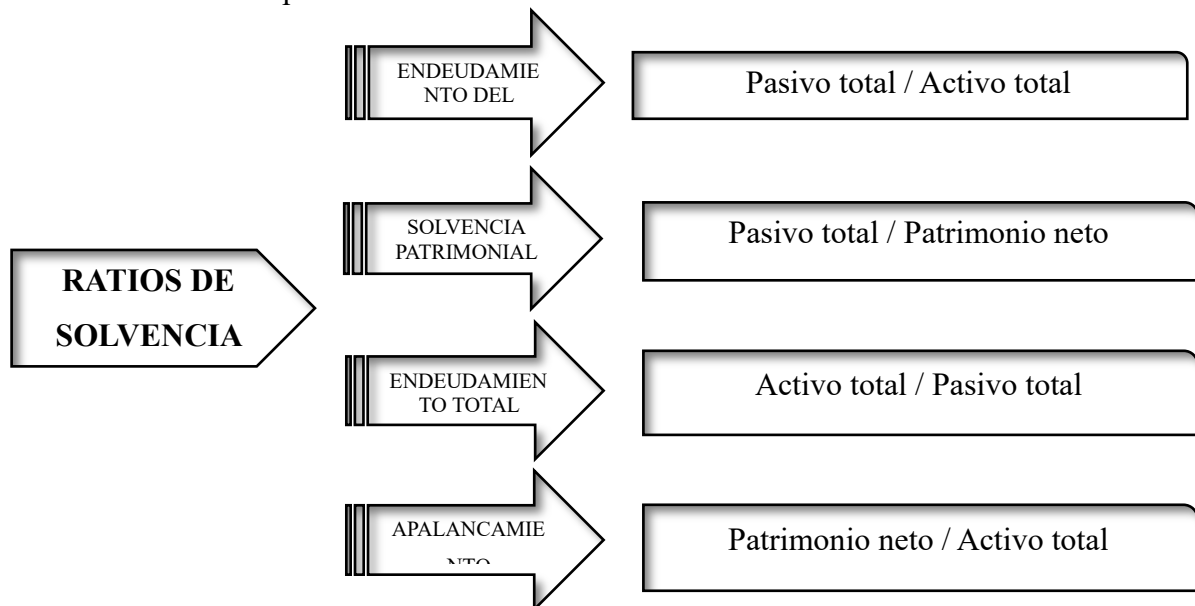 RATIOS DE
SOLVENCIA
ENDEUDAMIE
NTO DEL
Pasivo total / Activo total
SOLVENCIA
PATRIMONIAL
Pasivo total / Patrimonio neto
ENDEUDAMIEN
TO TOTAL
Activo total / Pasivo total
APALANCAMIE
NTO
Patrimonio neto / Activo total